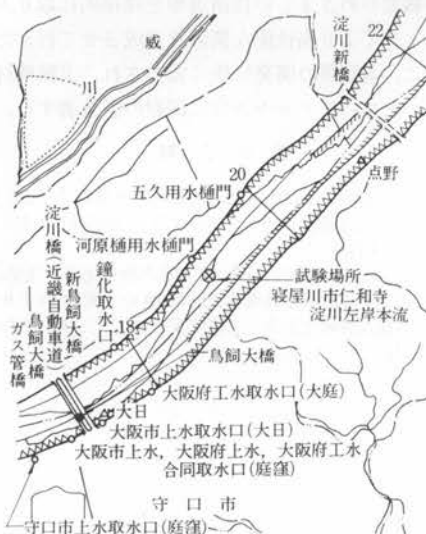 威
川
22
淀川新橋
点野
五久用水樋門
20
河原樋用水樋門
淀川橋(近畿自動車道)
新鳥飼大橋
鳥飼大橋
ガス管橋
鐘化取水口
18
試験場所
寝屋川市仁和寺
淀川左岸本流
鳥飼大橋
大阪府工水取水口(大庭)
大日
大阪市上水取水口(大日)
大阪市上水,大阪府上水,大阪府工水
合同取水口(庭窪)
守口市
守口市上水取水口(庭窪)